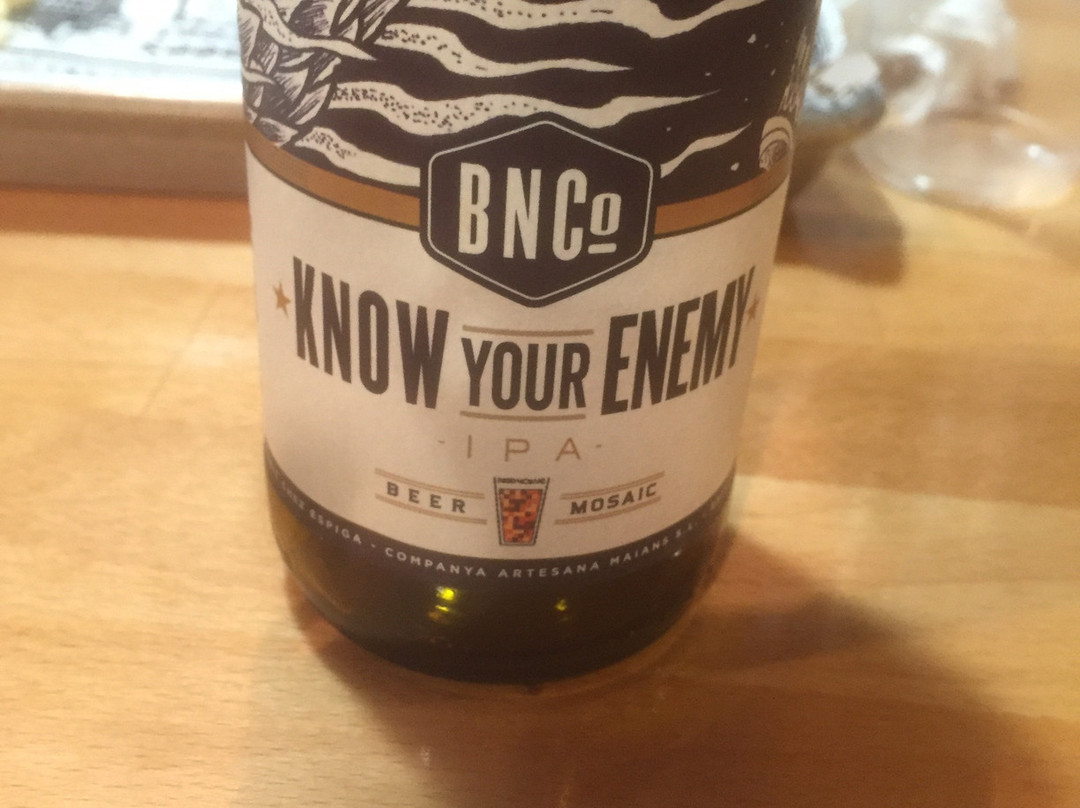 BNCo
KNOW YOUR ENEMY
-IPA-
BEER MOSAIC
ESPIGA - COMPANYA ARTESANA MAIANS S.L.